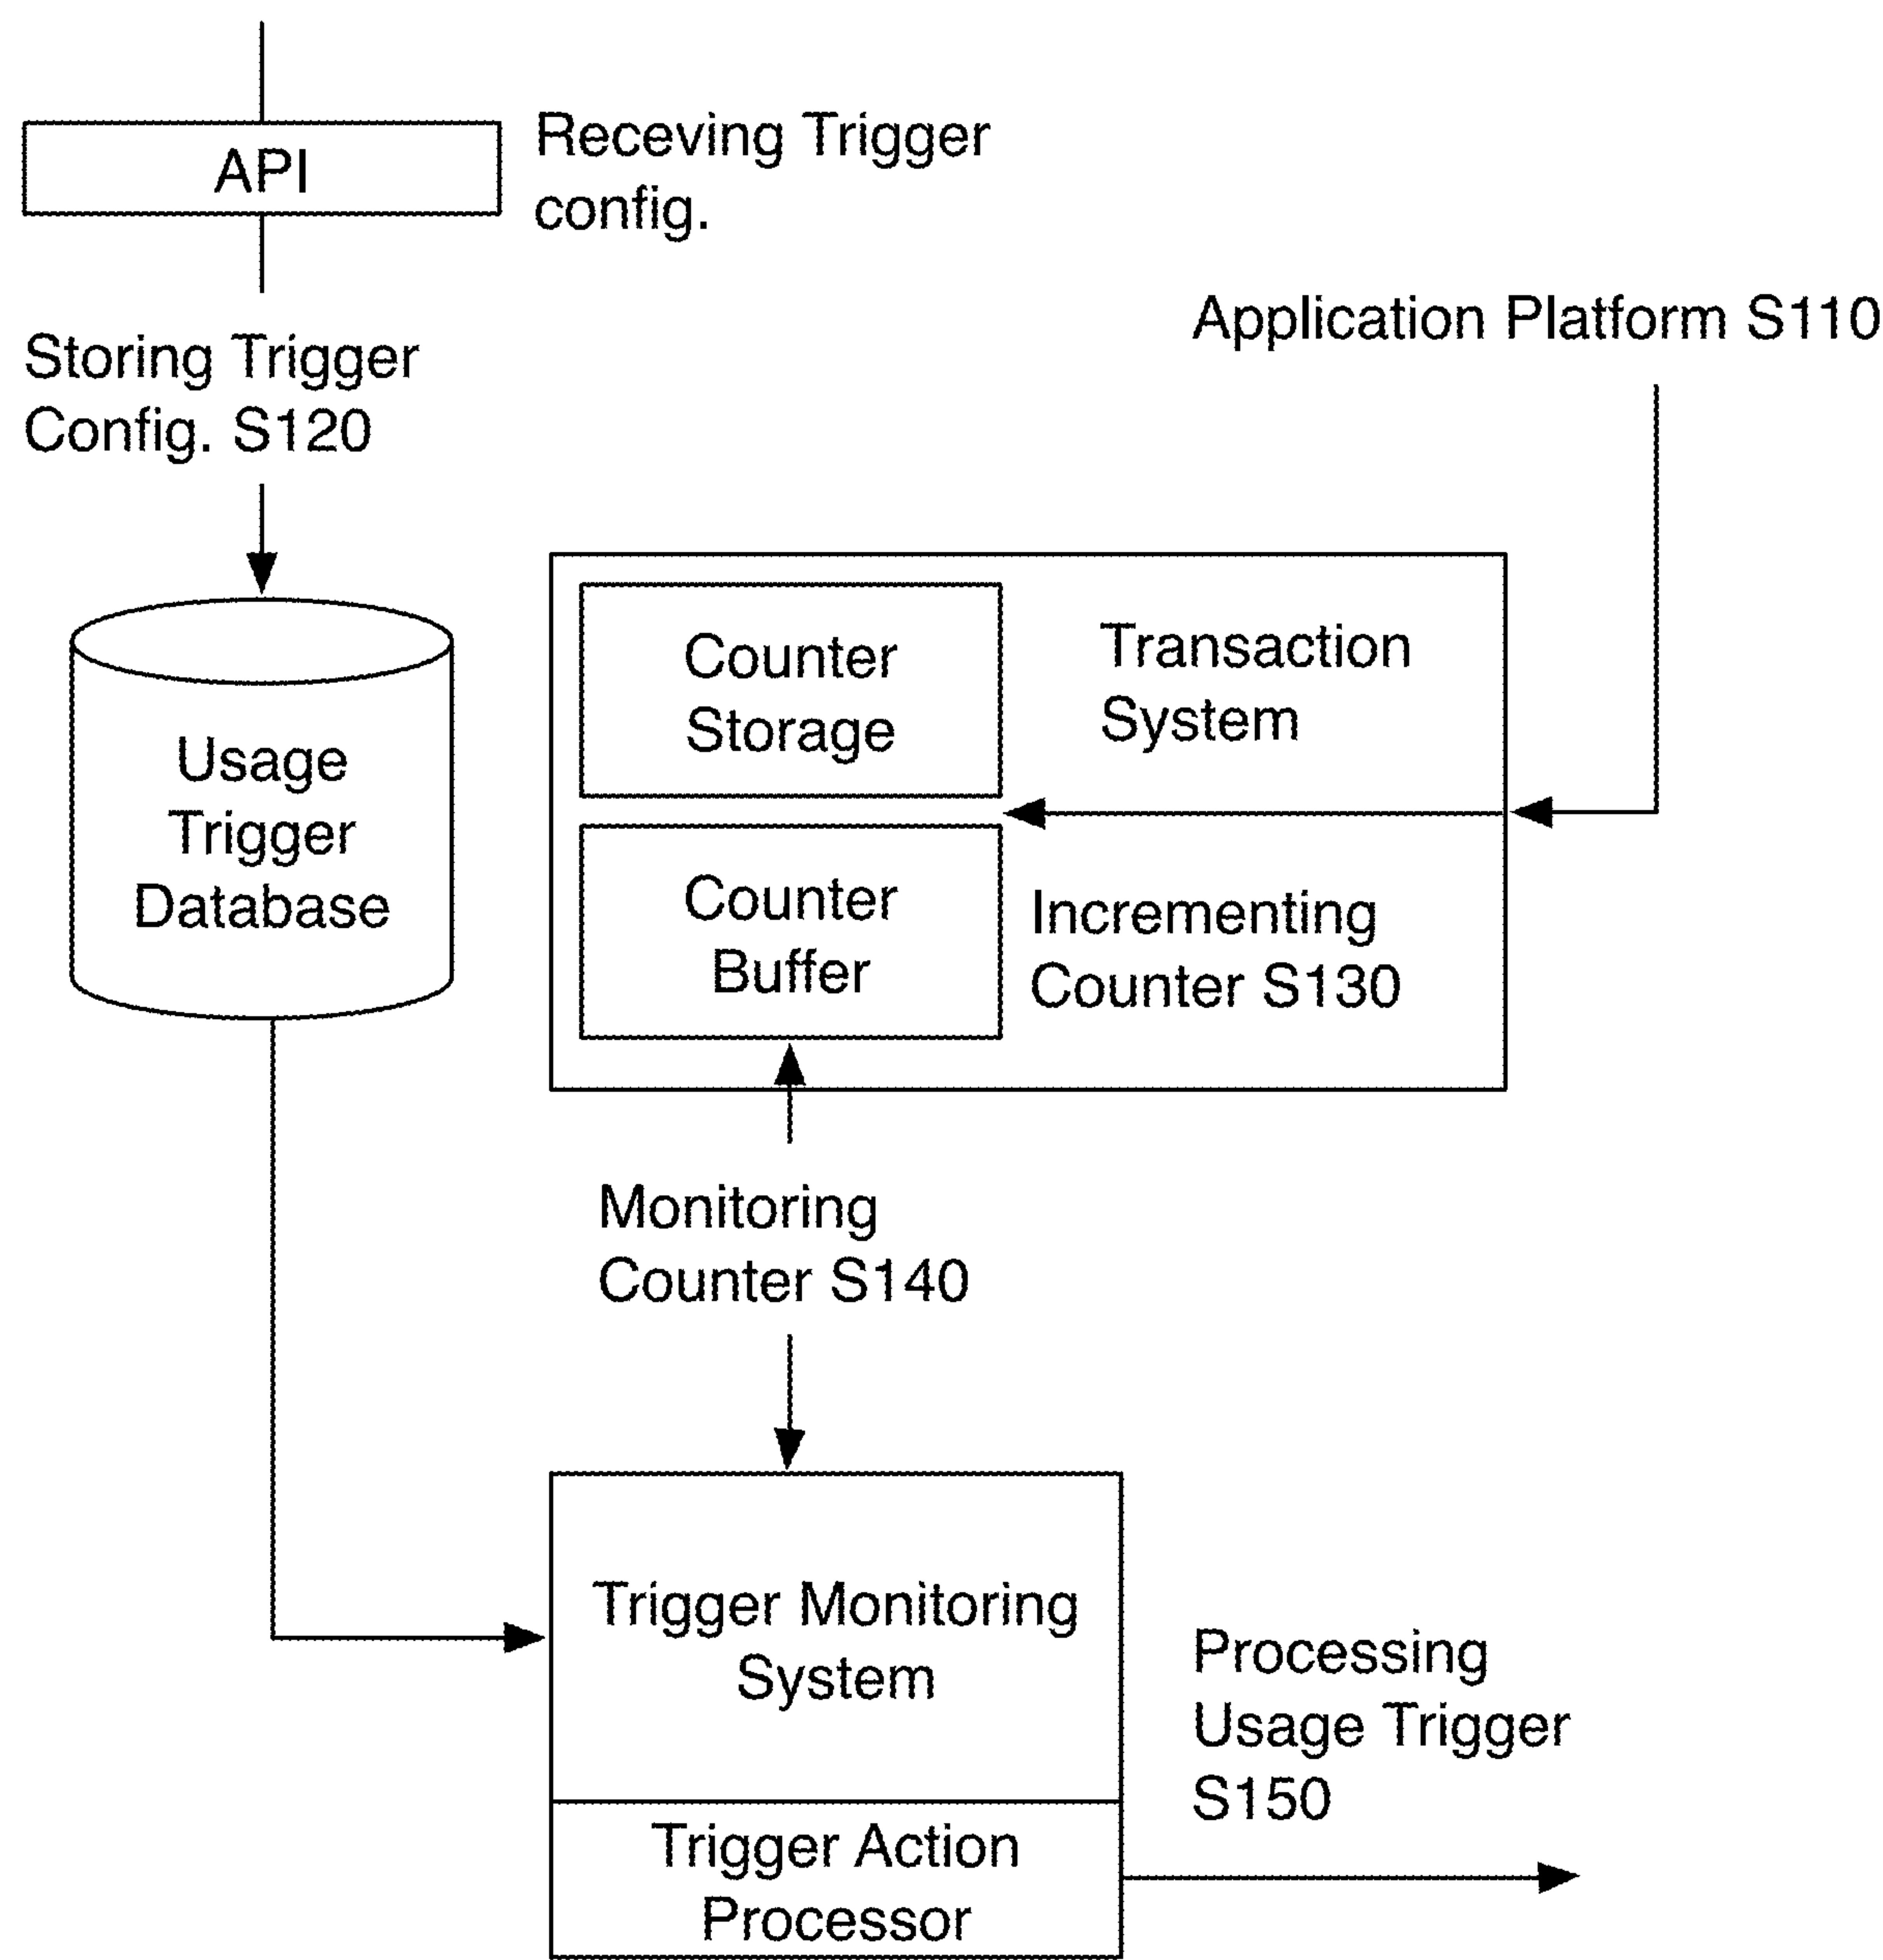 API
Receving Trigger
config.
Storing Trigger
Config. S120
Application Platform S110
Usage
Trigger
Database
Counter
Storage
Transaction
System
Counter
Buffer
Incrementing
Counter S130
Monitoring
Counter S140
Trigger Monitoring
System
Processing
Usage Trigger
S150
Trigger Action
Processor